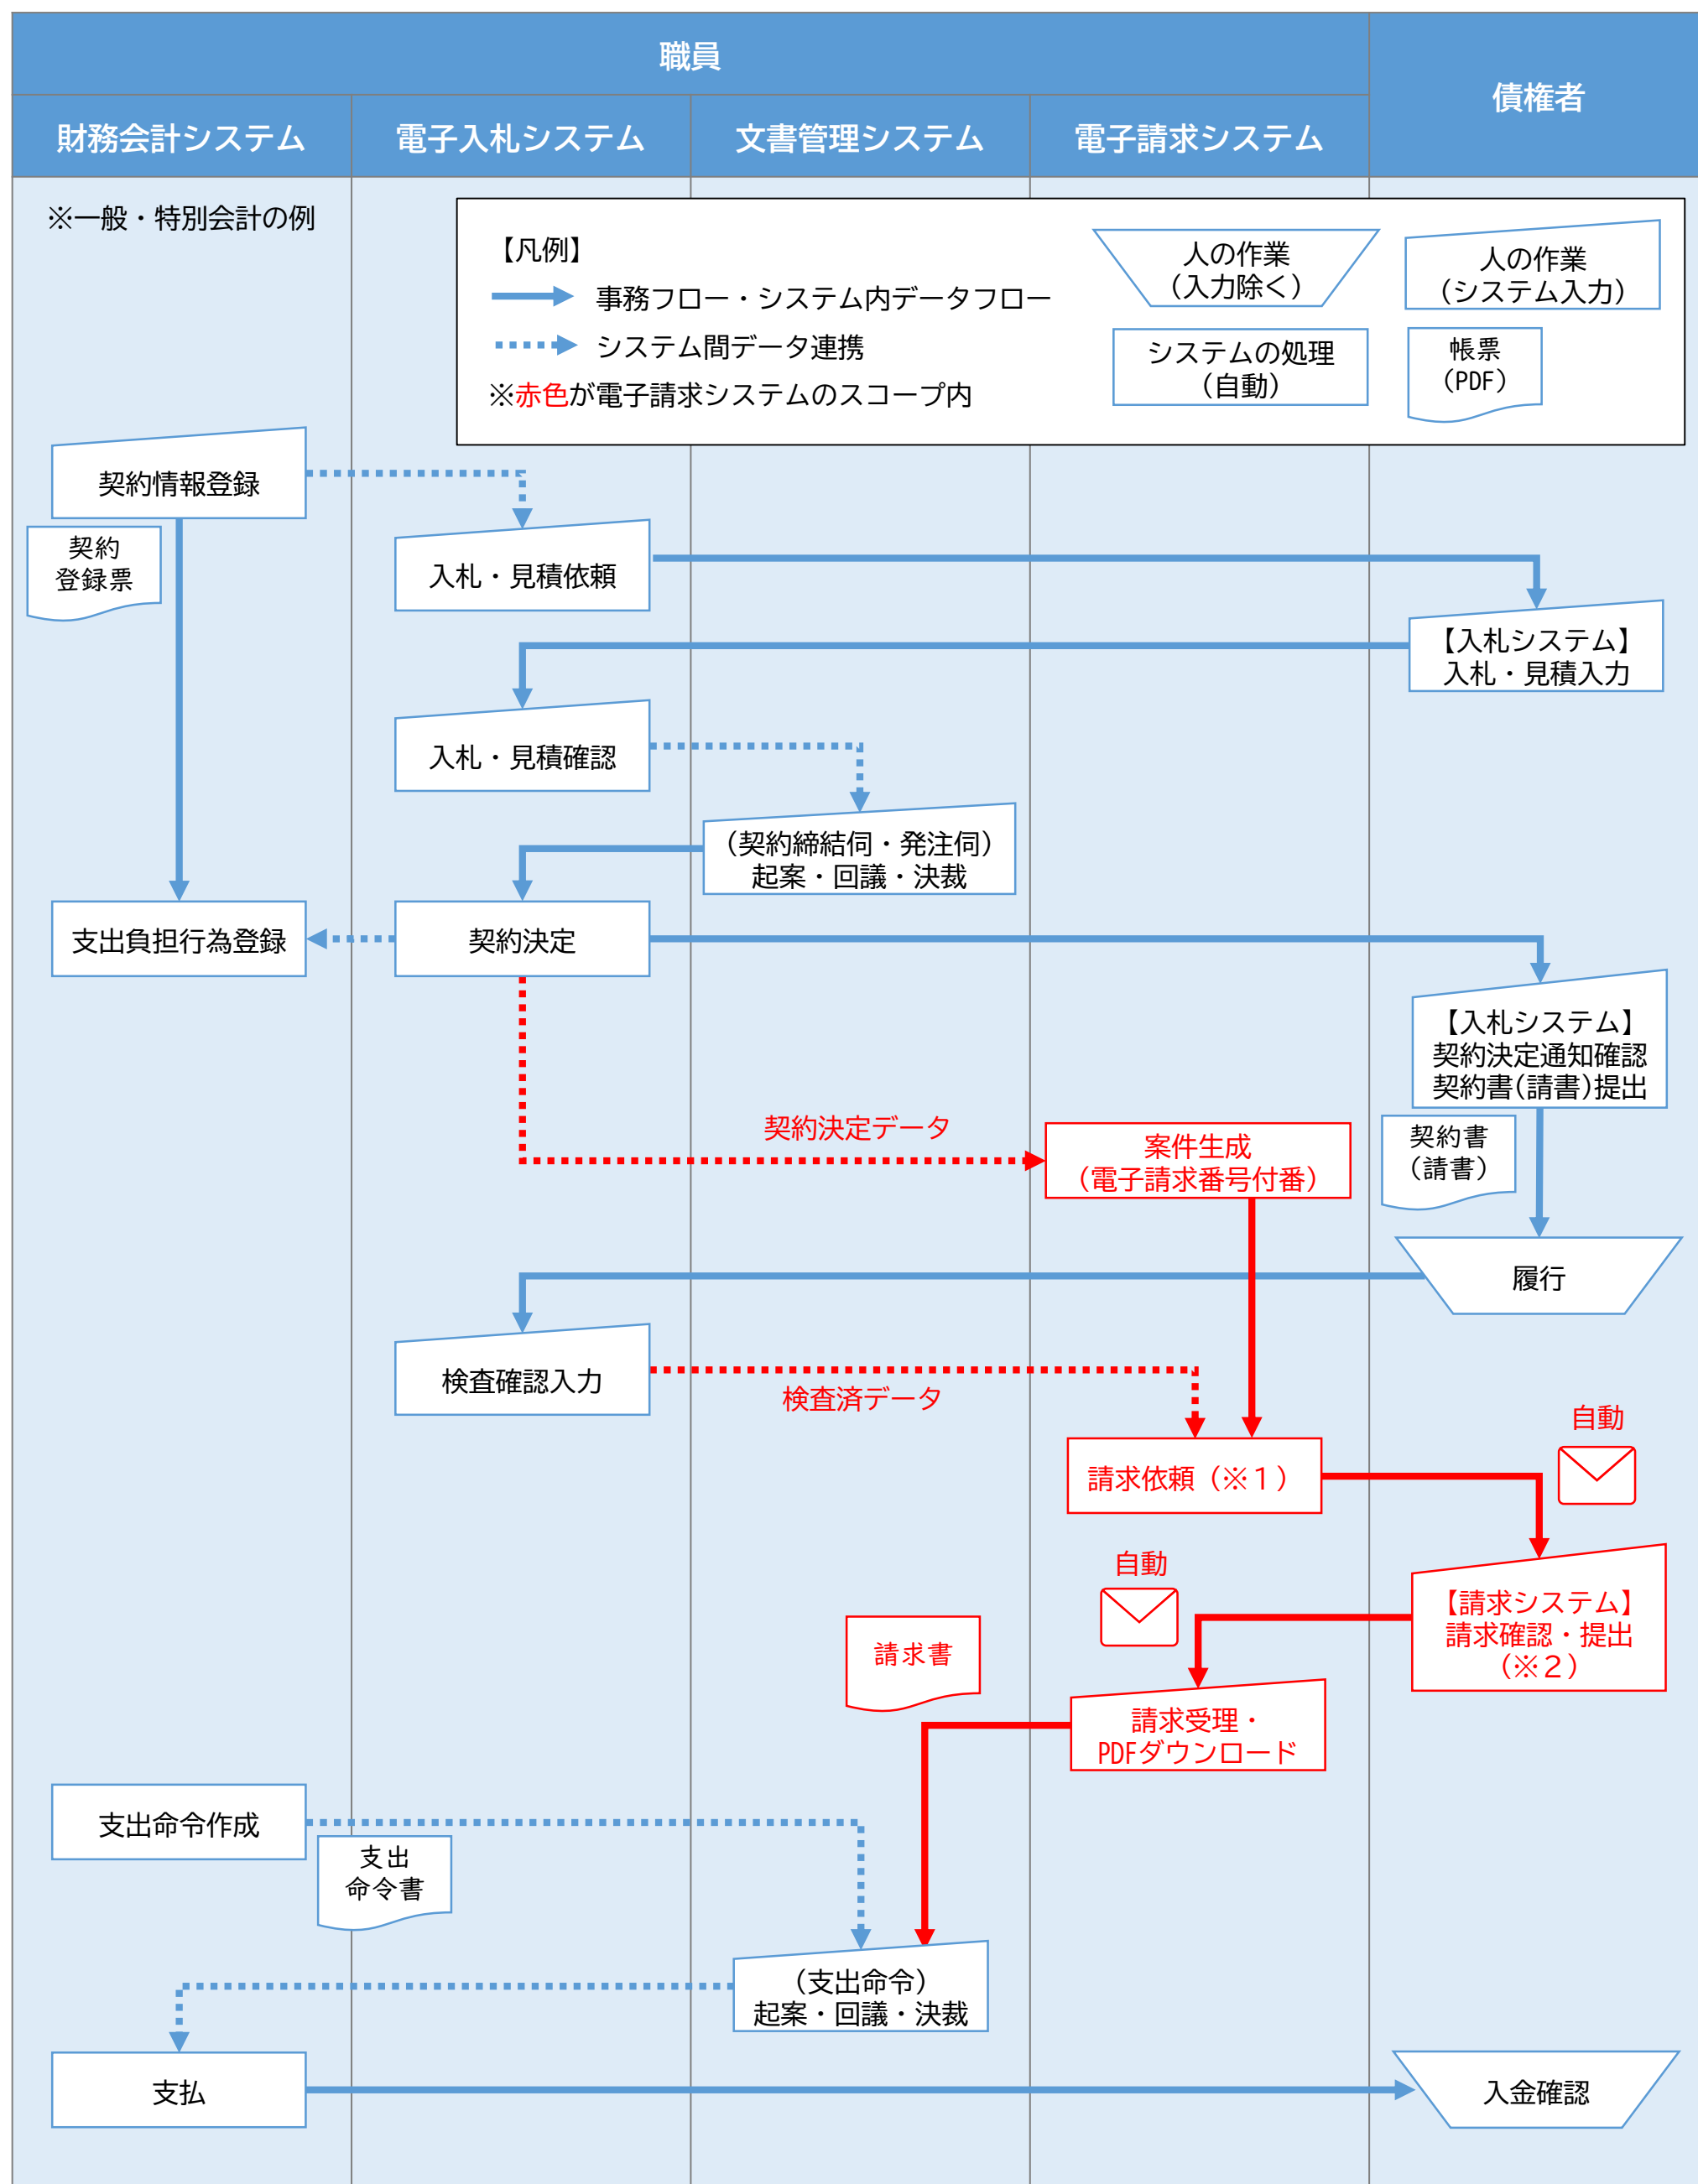 職員
債権者
財務会計システム
電子入札システム
文書管理システム
電子請求システム
※一般・特別会計の例
【凡例】
事務フロー・システム内データフロー
システム間データ連携
※赤色が電子請求システムのスコープ内
人の作業
（入力除く）
人の作業
（システム入力）
システムの処理
（自動）
帳票
（PDF）
契約情報登録
契約
登録票
入札・見積依頼
【入札システム】
入札・見積入力
入札・見積確認
（契約締結伺・発注伺）
起案・回議・決裁
支出負担行為登録
契約決定
【入札システム】
契約決定通知確認
契約書(請書)提出
契約決定データ
案件生成
（電子請求番号付番）
契約書
（請書）
履行
検査確認入力
検査済データ
自動
請求依頼（※１）
自動
【請求システム】
請求確認・提出
（※２）
請求書
請求受理・
PDFダウンロード
支出命令作成
支出
命令書
（支出命令）
起案・回議・決裁
支払
入金確認